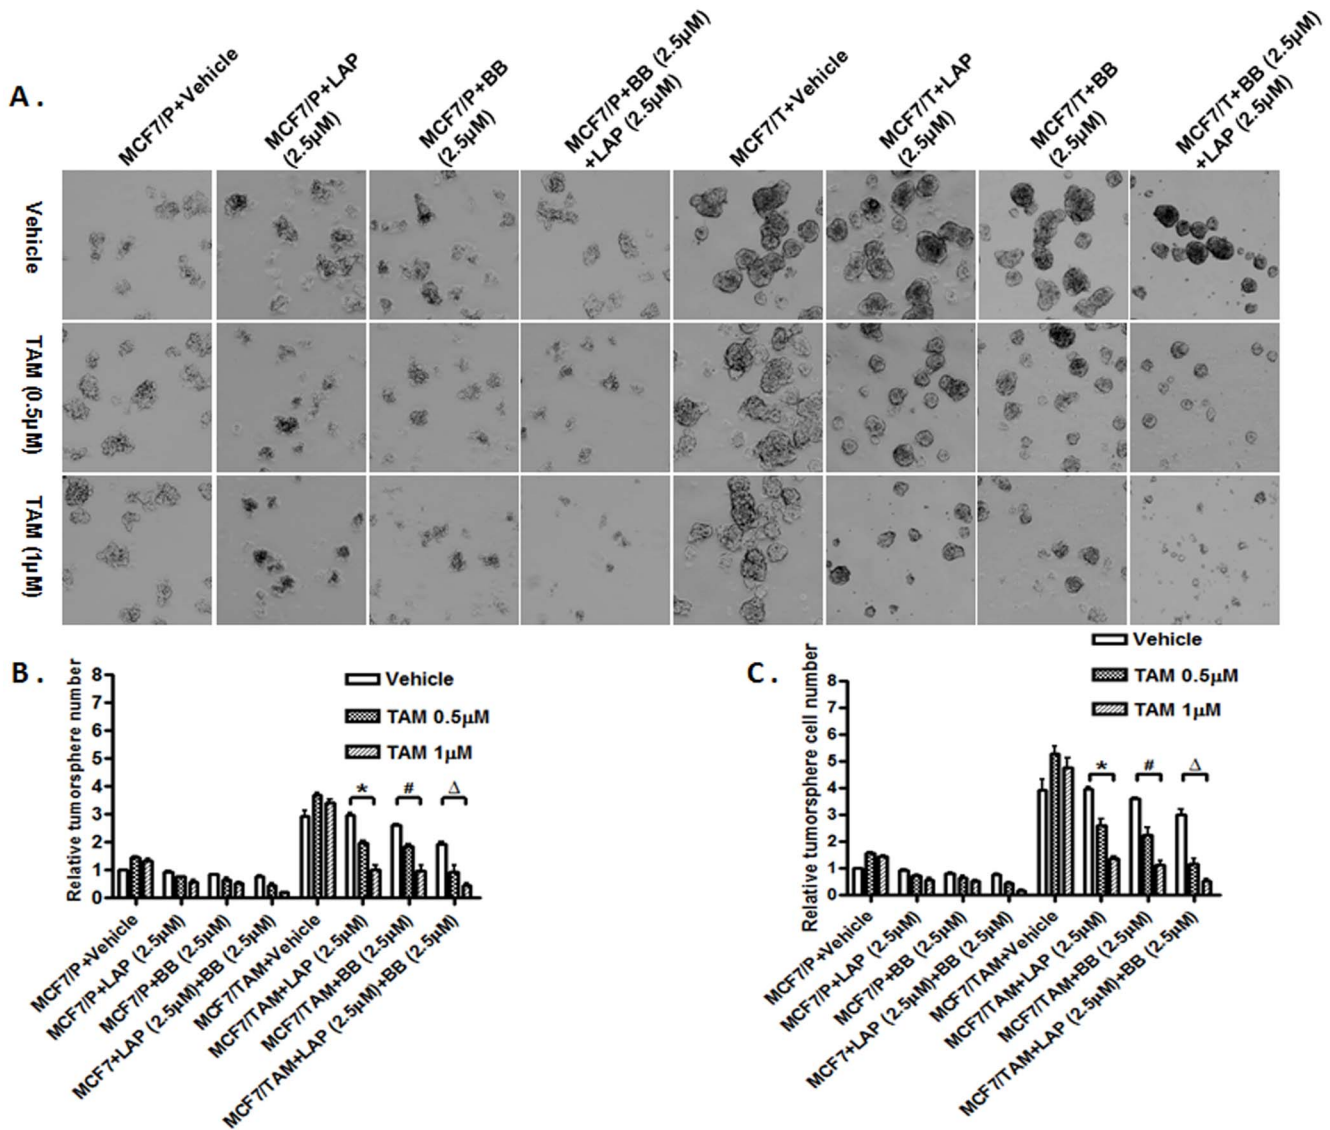 A.
MCF7/P+Vehicle
MCF7/P+LAP
(2.5μM)
MCF7/P+BB
(2.5μM)
MCF7/P+BB (2.5μM)
+LAP (2.5μM)
MCF7/T+Vehicle
MCF7/T+LAP
(2.5μM)
MCF7/T+BB
(2.5μM)
MCF7/T+BB (2.5μM)
+LAP (2.5μM)
Vehicle
TAM (0.5μM)
TAM (1μM)
B.
Relative tumorsphere number
8
7
6
5
4
3
2
1
0
Vehicle
TAM 0.5μM
TAM 1μM
*
#
Δ
MCF7/P+Vehicle
MCF7/P+LAP (2.5μM)
MCF7/P+BB (2.5μM)
MCF7+LAP (2.5μM)+BB (2.5μM)
MCF7/TAM+Vehicle
MCF7/TAM+LAP (2.5μM)
MCF7/TAM+BB (2.5μM)
MCF7/TAM+LAP (2.5μM)+BB (2.5μM)
C.
Relative tumorsphere cell number
8
7
6
5
4
3
2
1
0
Vehicle
TAM 0.5μM
TAM 1μM
*
#
Δ
MCF7/P+Vehicle
MCF7/P+LAP (2.5μM)
MCF7/P+BB (2.5μM)
MCF7+LAP (2.5μM)+BB (2.5μM)
MCF7/TAM+Vehicle
MCF7/TAM+LAP (2.5μM)
MCF7/TAM+BB (2.5μM)
MCF7/TAM+LAP (2.5μM)+BB (2.5μM)